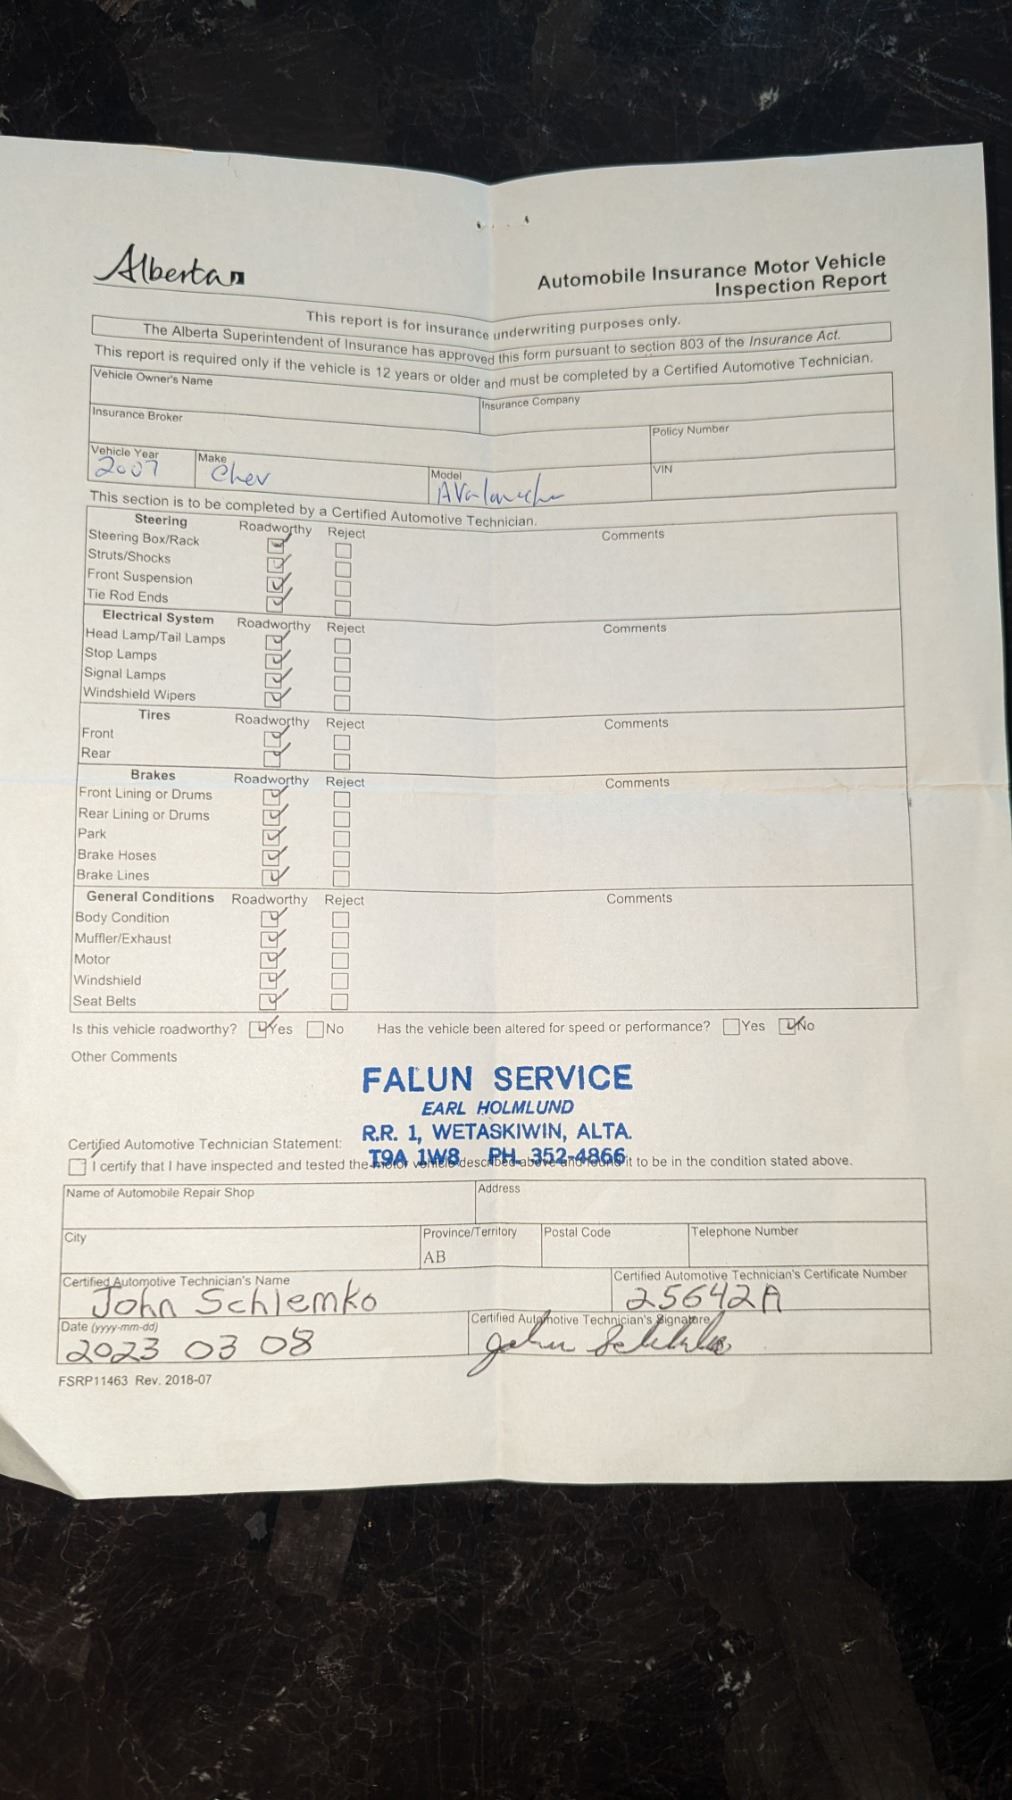 Alberta
Automobile Insurance Motor Vehicle
Inspection Report
This report is for insurance underwriting purposes only.
The Alberta Superintendent of Insurance has approved this form pursuant to section 803 of the Insurance Act.
This report is required only if the vehicle is 12 years or older and must be completed by a Certified Automotive Technician.
Vehicle Owner's Name
Insurance Company
Insurance Broker
Policy Number
Vehicle Year
2007
Make
Chev
Model
Avalanche
VIN
This section is to be completed by a Certified Automotive Technician.
Steering Roadworthy Reject Comments
Steering Box/Rack
Struts/Shocks
Front Suspension
Tie Rod Ends
Electrical System Roadworthy Reject Comments
Head Lamp/Tail Lamps
Stop Lamps
Signal Lamps
Windshield Wipers
Tires Roadworthy Reject Comments
Front
Rear
Brakes Roadworthy Reject Comments
Front Lining or Drums
Rear Lining or Drums
Park
Brake Hoses
Brake Lines
General Conditions Roadworthy Reject Comments
Body Condition
Muffler/Exhaust
Motor
Windshield
Seat Belts
Is this vehicle roadworthy? Yes No Has the vehicle been altered for speed or performance? Yes No
Other Comments
FALUN SERVICE
EARL HOLMLUND
R.R. 1, WETASKIWIN, ALTA.
T9A 1W8 PH. 352-4866
Certified Automotive Technician Statement:
I certify that I have inspected and tested the motor vehicle described above and found it to be in the condition stated above.
Name of Automobile Repair Shop
Address
City
Province/Territory
AB
Postal Code
Telephone Number
Certified Automotive Technician's Name
John Schlemko
Certified Automotive Technician's Certificate Number
25642A
Date (yyyy-mm-dd)
2023 03 08
Certified Automotive Technician's Signature
FSRP11463 Rev. 2018-07